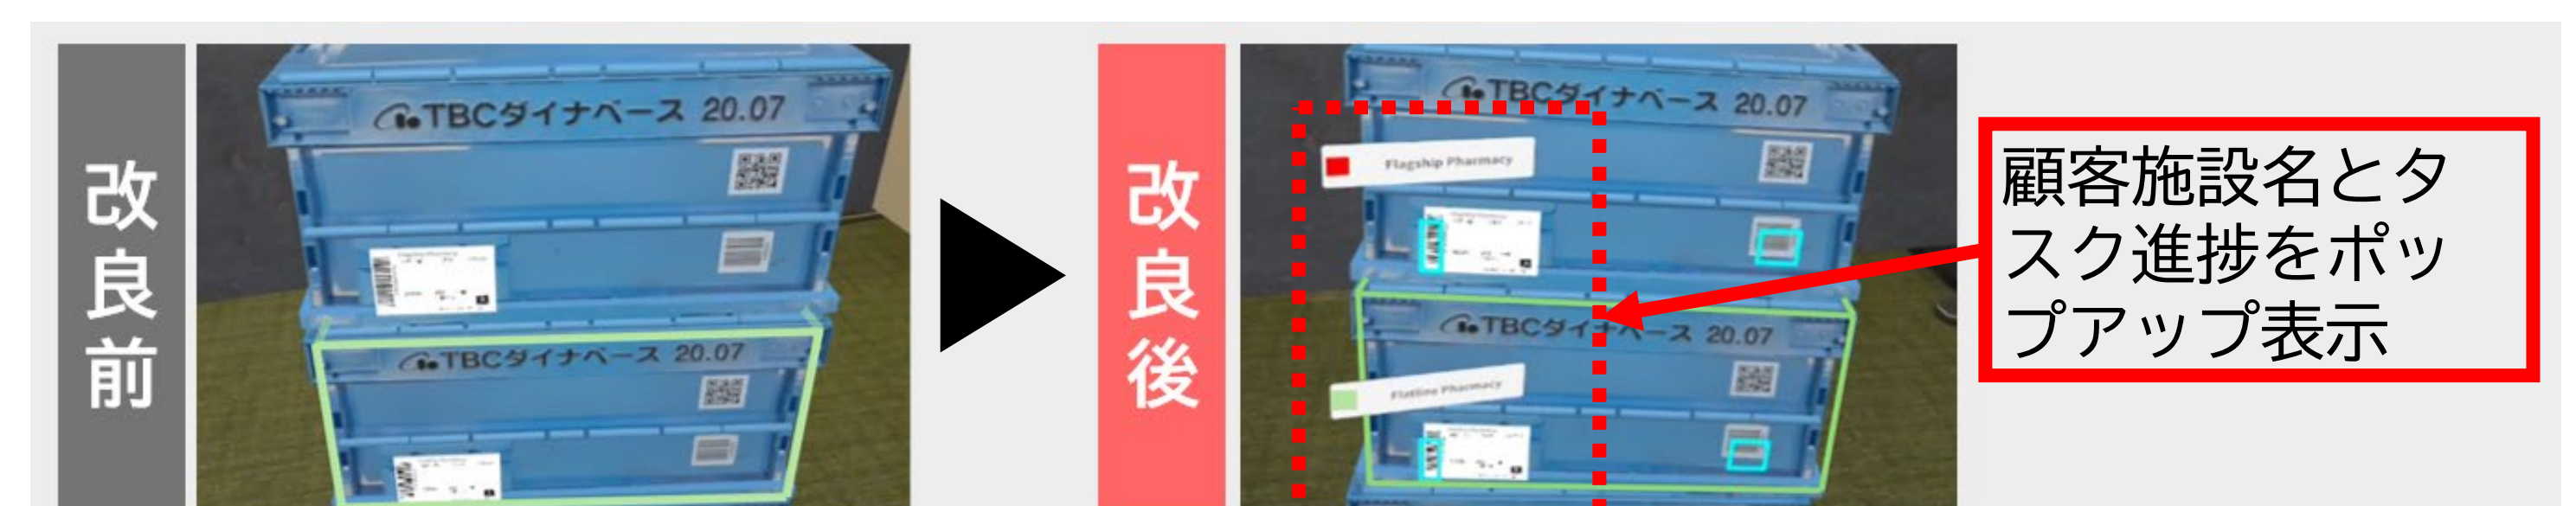 改良前
TBCダイナベース 20.07
TBCダイナベース 20.07
改良後
TBCダイナベース 20.07
Flagship Pharmacy
TBCダイナベース 20.07
Flatline Pharmacy
顧客施設名とタ
スク進捗をポッ
プアップ表示